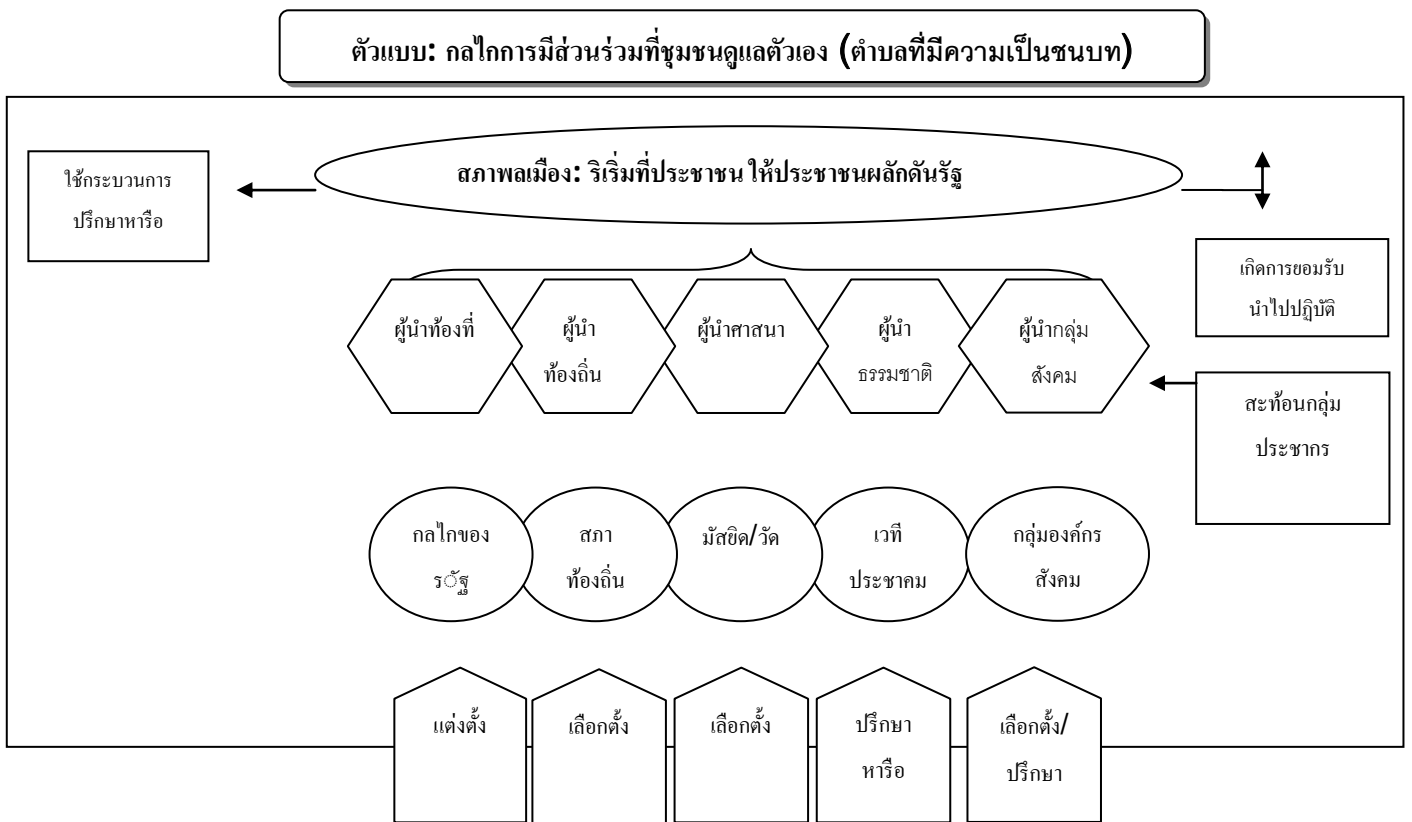 ตัวแบบ: กลไกการมีส่วนร่วมที่ชุมชนดูแลตัวเอง (ตำบลที่มีความเป็นชนบท)
สภาพลเมือง: ริเริ่มที่ประชาชน ให้ประชาชนผลักดันรัฐ
ใช้กระบวนการ
ปรึกษาหารือ
เกิดการยอมรับ
นำไปปฏิบัติ
ผู้นำท้องที่
ผู้นำ
ท้องถิ่น
ผู้นำศาสนา
ผู้นำ
ธรรมชาติ
ผู้นำกลุ่ม
สังคม
สะท้อนกลุ่ม
ประชากร
กลไกของ
ร◌ัฐ
สภา
ท้องถิ่น
มัสยิด/วัด
เวที
ประชาคม
กลุ่มองค์กร
สังคม
แต่งตั้ง
เลือกตั้ง
เลือกตั้ง
ปรึกษา
หารือ
เลือกตั้ง/
ปรึกษา